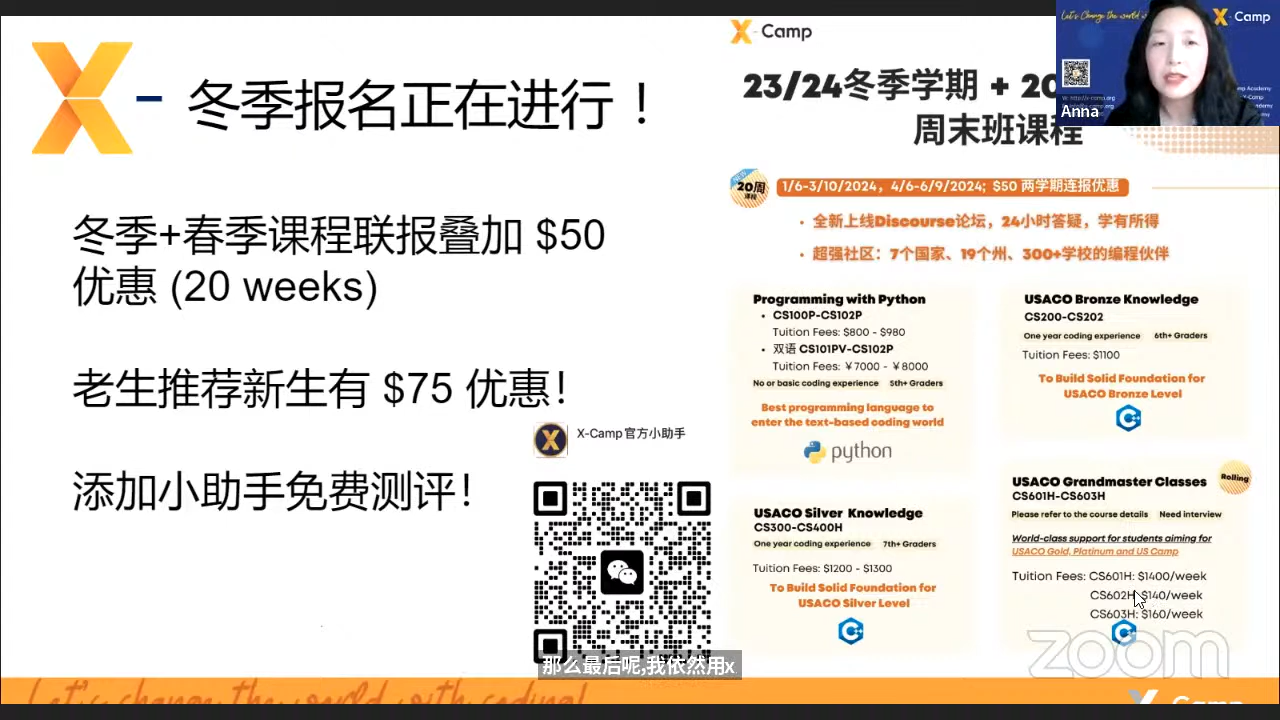 X- 冬季报名正在进行！
冬季+春季课程联报叠加 $50
优惠 (20 weeks)
老生推荐新生有 $75 优惠！
添加小助手免费测评！
X-Camp 官方小助手
X-Camp
23/24冬季学期 + 20
周末班课程
20周
课程
1/6-3/10/2024，4/6-6/9/2024; $50 两学期连报优惠
• 全新上线Discourse论坛，24小时答疑，学有所得
• 超强社区：7个国家、19个州、300+学校的编程伙伴
Programming with Python
• CS100P-CS102P
Tuition Fees: $800 - $980
• 双语 CS101PV-CS102P
Tuition Fees: ￥7000 - ￥8000
No or basic coding experience 5th+ Graders
Best programming language to
enter the text-based coding world
python
USACO Bronze Knowledge
CS200-CS202
One year coding experience 6th+ Graders
Tuition Fees: $1100
To Build Solid Foundation for
USACO Bronze Level
C++
USACO Silver Knowledge
CS300-CS400H
One year coding experience 7th+ Graders
Tuition Fees: $1200 - $1300
To Build Solid Foundation for
USACO Silver Level
C++
USACO Grandmaster Classes
Rolling
CS601H-CS603H
Please refer to the course details Need interview
World-class support for students aiming for
USACO Gold, Platinum and US Camp
Tuition Fees: CS601H: $1400/week
CS602H: $140/week
CS603H: $160/week
C++
zoom
那么最后呢,我依然用x
Let's change the world with coding!
X-Camp
Let's Change the world w
X-Camp
Anna